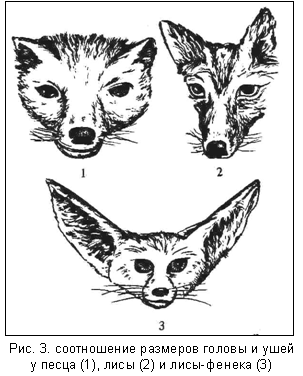 1
2
3
Рис. 3. соотношение размеров головы и ушей
у песца (1), лисы (2) и лисы-фенека (3)